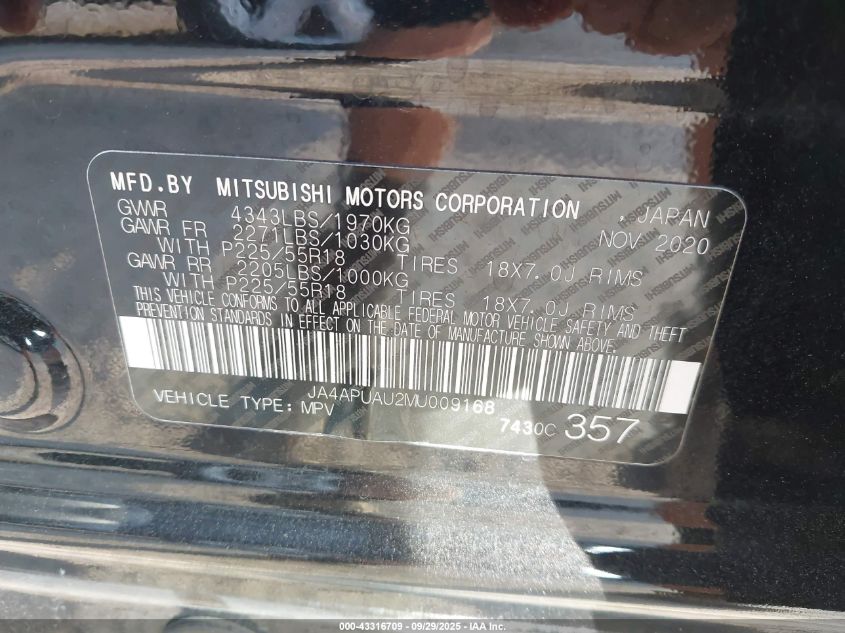 MFD.BY MITSUBISHI MOTORS CORPORATION , JAPAN
GVWR 4343LBS/1970KG NOV 2020
GAWR FR 2271LBS/1030KG
WITH P225/55R18 TIRES 18X7.0J RIMS
GAWR RR 2205LBS/1000KG
WITH P225/55R18 TIRES 18X7.0J RIMS
THIS VEHICLE CONFORMS TO ALL APPLICABLE FEDERAL MOTOR VEHICLE SAFETY AND THEFT
PREVENTION STANDARDS IN EFFECT ON THE DATE OF MANUFACTURE SHOWN ABOVE.
JA4APUAU2MU009168
VEHICLE TYPE: MPV
7430C 357
000-43316709 - 09/29/2025 - IAA Inc.